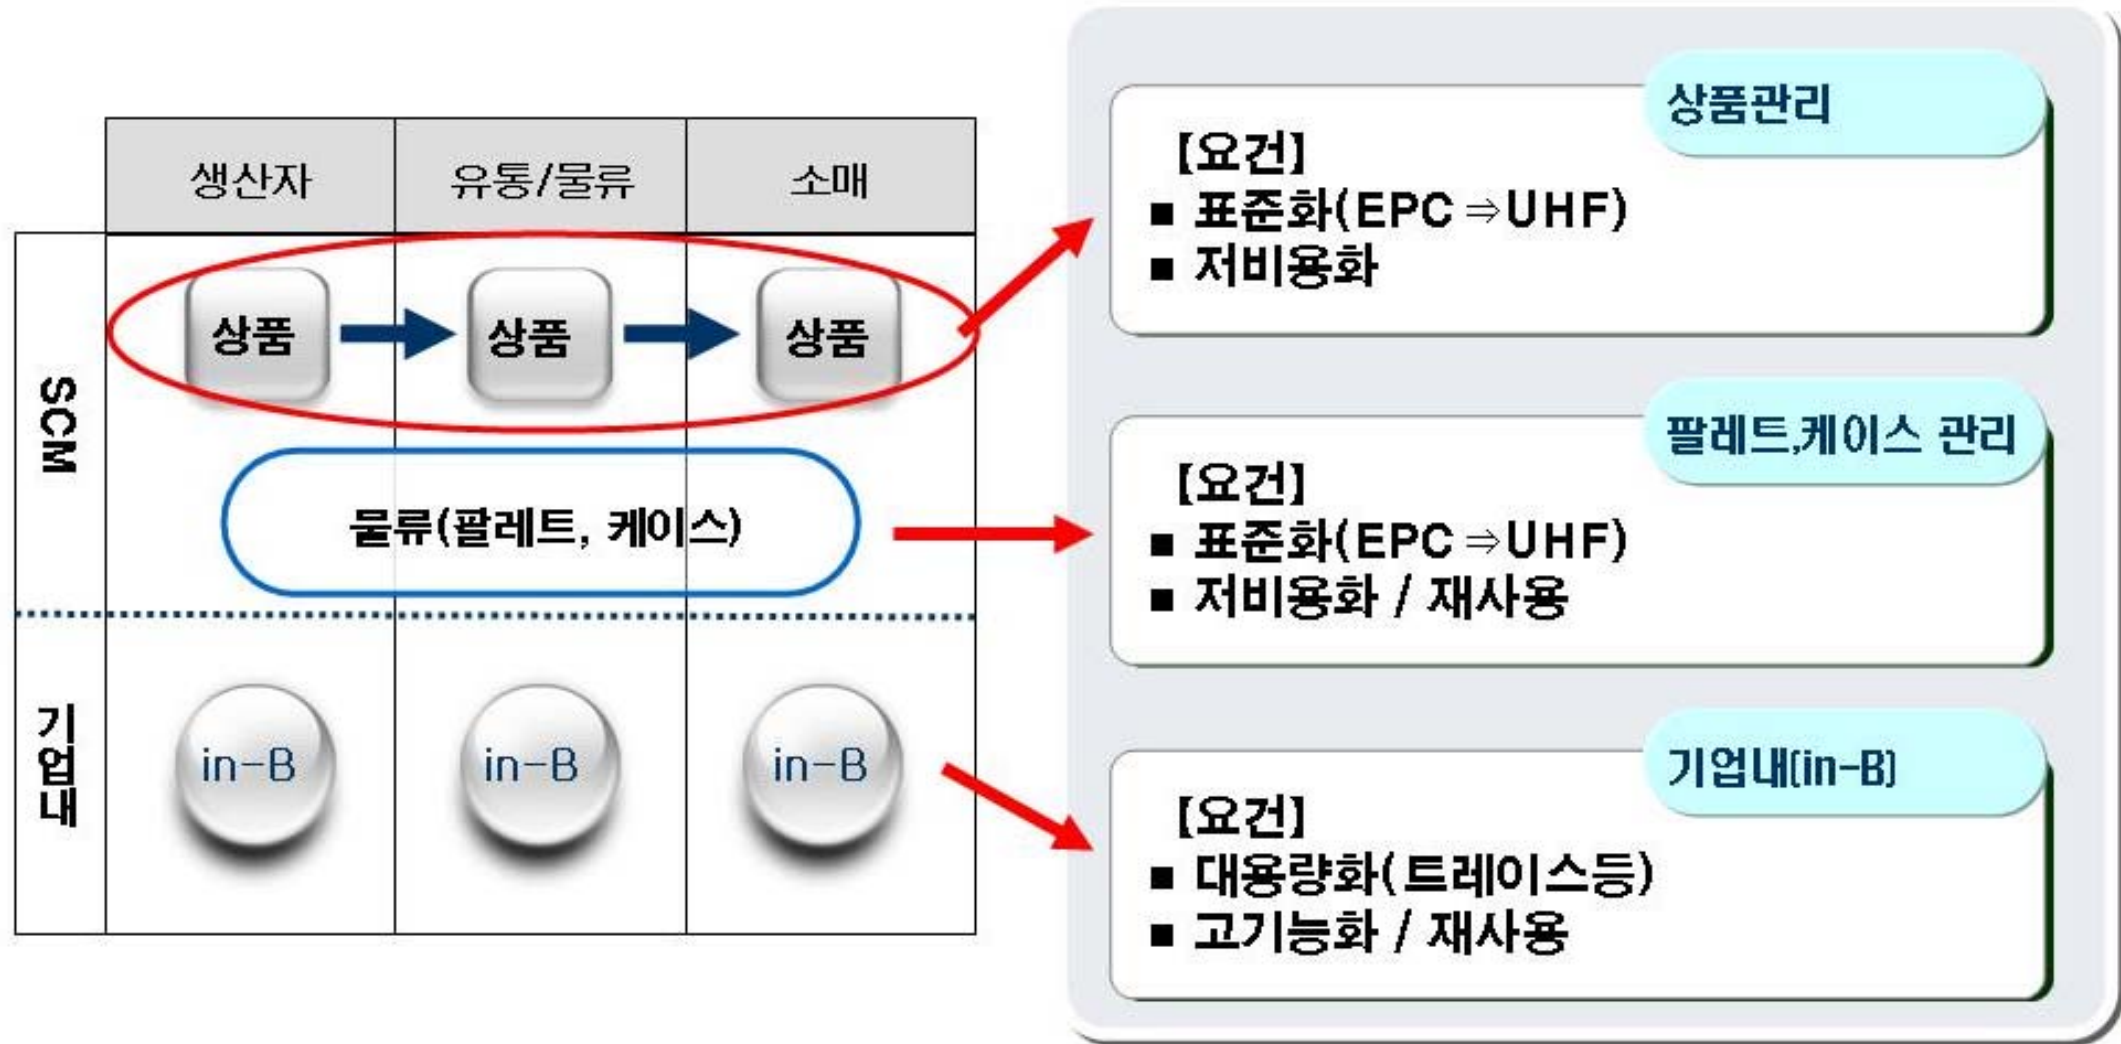 생산자
유통/물류
소매
SCM
상품
상품
상품
물류(팔레트, 케이스)
기업내
in-B
in-B
in-B
상품관리
[요건]
■ 표준화(EPC⇒UHF)
■ 저비용화
팔레트,케이스 관리
[요건]
■ 표준화(EPC⇒UHF)
■ 저비용화 / 재사용
기업내(in-B)
[요건]
■ 대용량화(트레이스등)
■ 고기능화 / 재사용